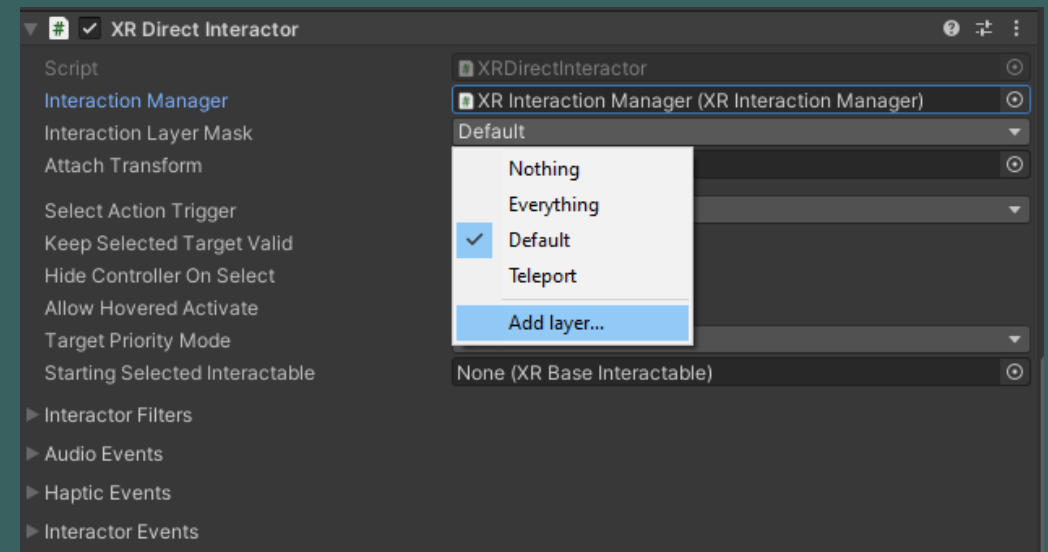 XR Direct Interactor
Script XRDirectInteractor
Interaction Manager XR Interaction Manager (XR Interaction Manager)
Interaction Layer Mask Default
Attach Transform
Nothing
Everything
Default
Teleport
Add layer...
Select Action Trigger
Keep Selected Target Valid
Hide Controller On Select
Allow Hovered Activate
Target Priority Mode
Starting Selected Interactable None (XR Base Interactable)
Interactor Filters
Audio Events
Haptic Events
Interactor Events